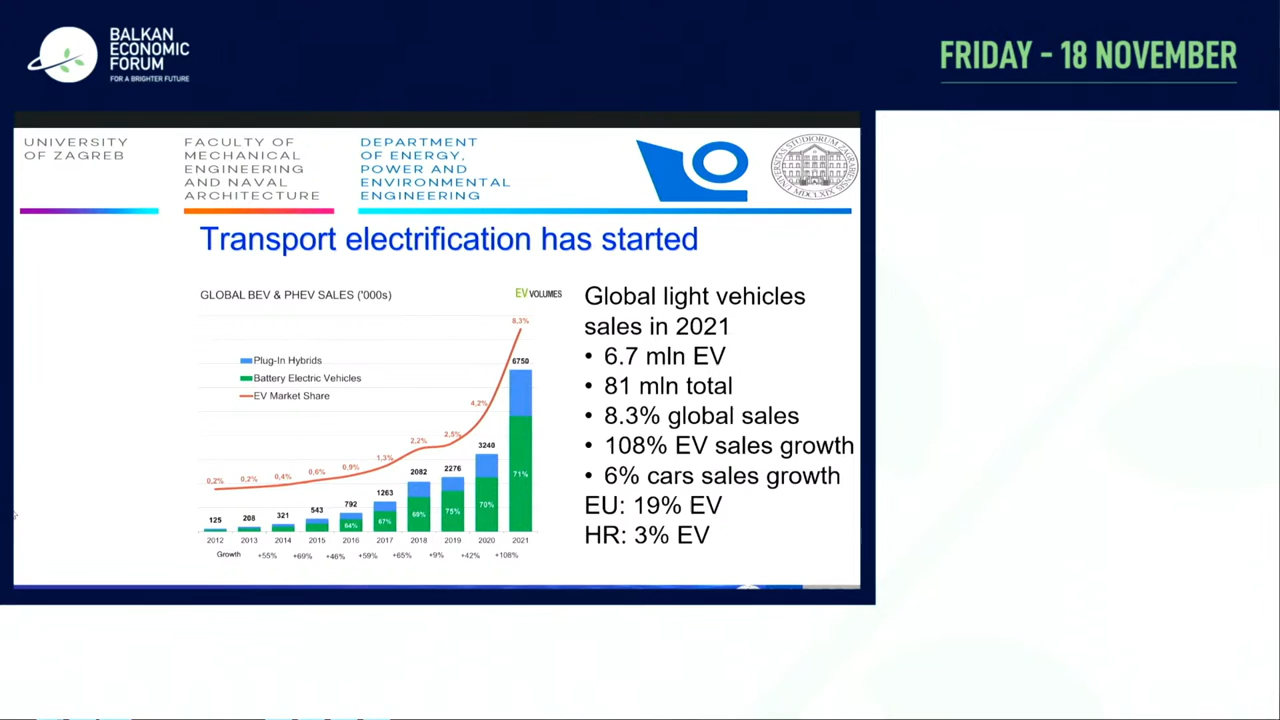 BALKAN
ECONOMIC
FORUM
FOR A BRIGHTER FUTURE
FRIDAY - 18 NOVEMBER
UNIVERSITY
OF ZAGREB
FACULTY OF
MECHANICAL
ENGINEERING
AND NAVAL
ARCHITECTURE
DEPARTMENT
OF ENERGY,
POWER AND
ENVIRONMENTAL
ENGINEERING
Transport electrification has started
GLOBAL BEV & PHEV SALES ('000s)
EV VOLUMES
Plug-In Hybrids
Battery Electric Vehicles
EV Market Share
0,2% 0,2% 0,4% 0,6% 0,9% 1,3% 2,2% 2,5% 4,2% 8,3%
125 208 321 543 792 1263 2082 2276 3240 6750
64% 67% 69% 75% 70% 71%
2012 2013 2014 2015 2016 2017 2018 2019 2020 2021
Growth +55% +69% +46% +59% +65% +9% +42% +108%
Global light vehicles
sales in 2021
• 6.7 mln EV
• 81 mln total
• 8.3% global sales
• 108% EV sales growth
• 6% cars sales growth
EU: 19% EV
HR: 3% EV